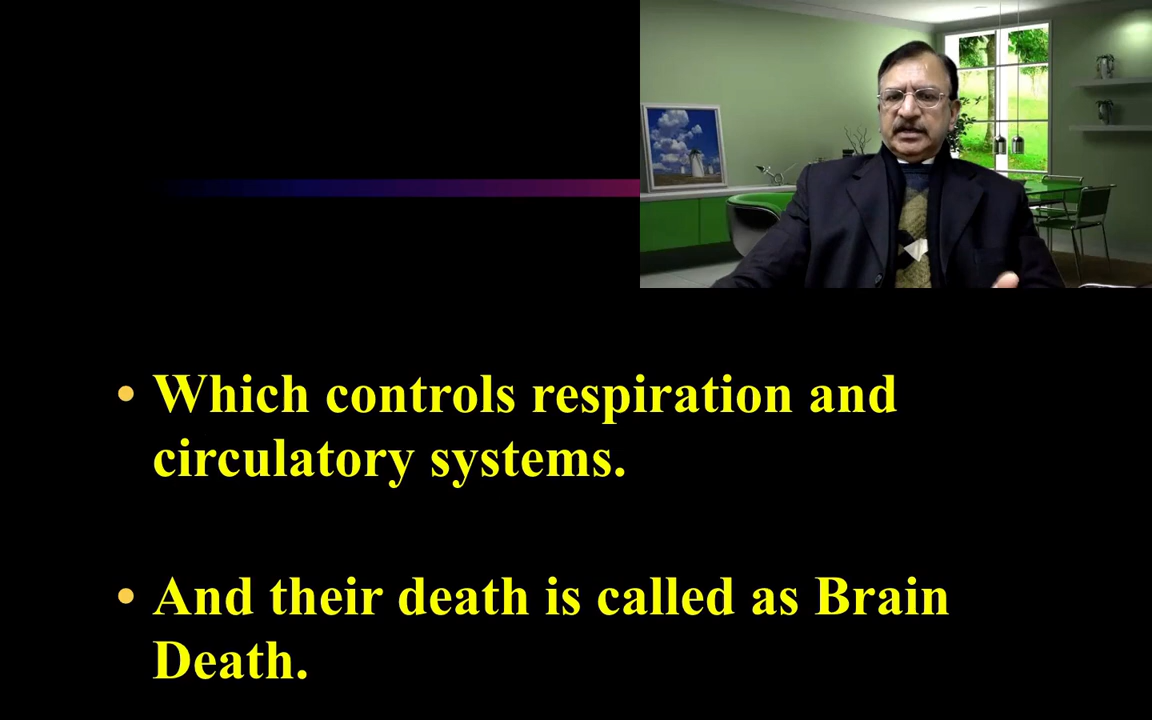 • Which controls respiration and
circulatory systems.
• And their death is called as Brain
Death.